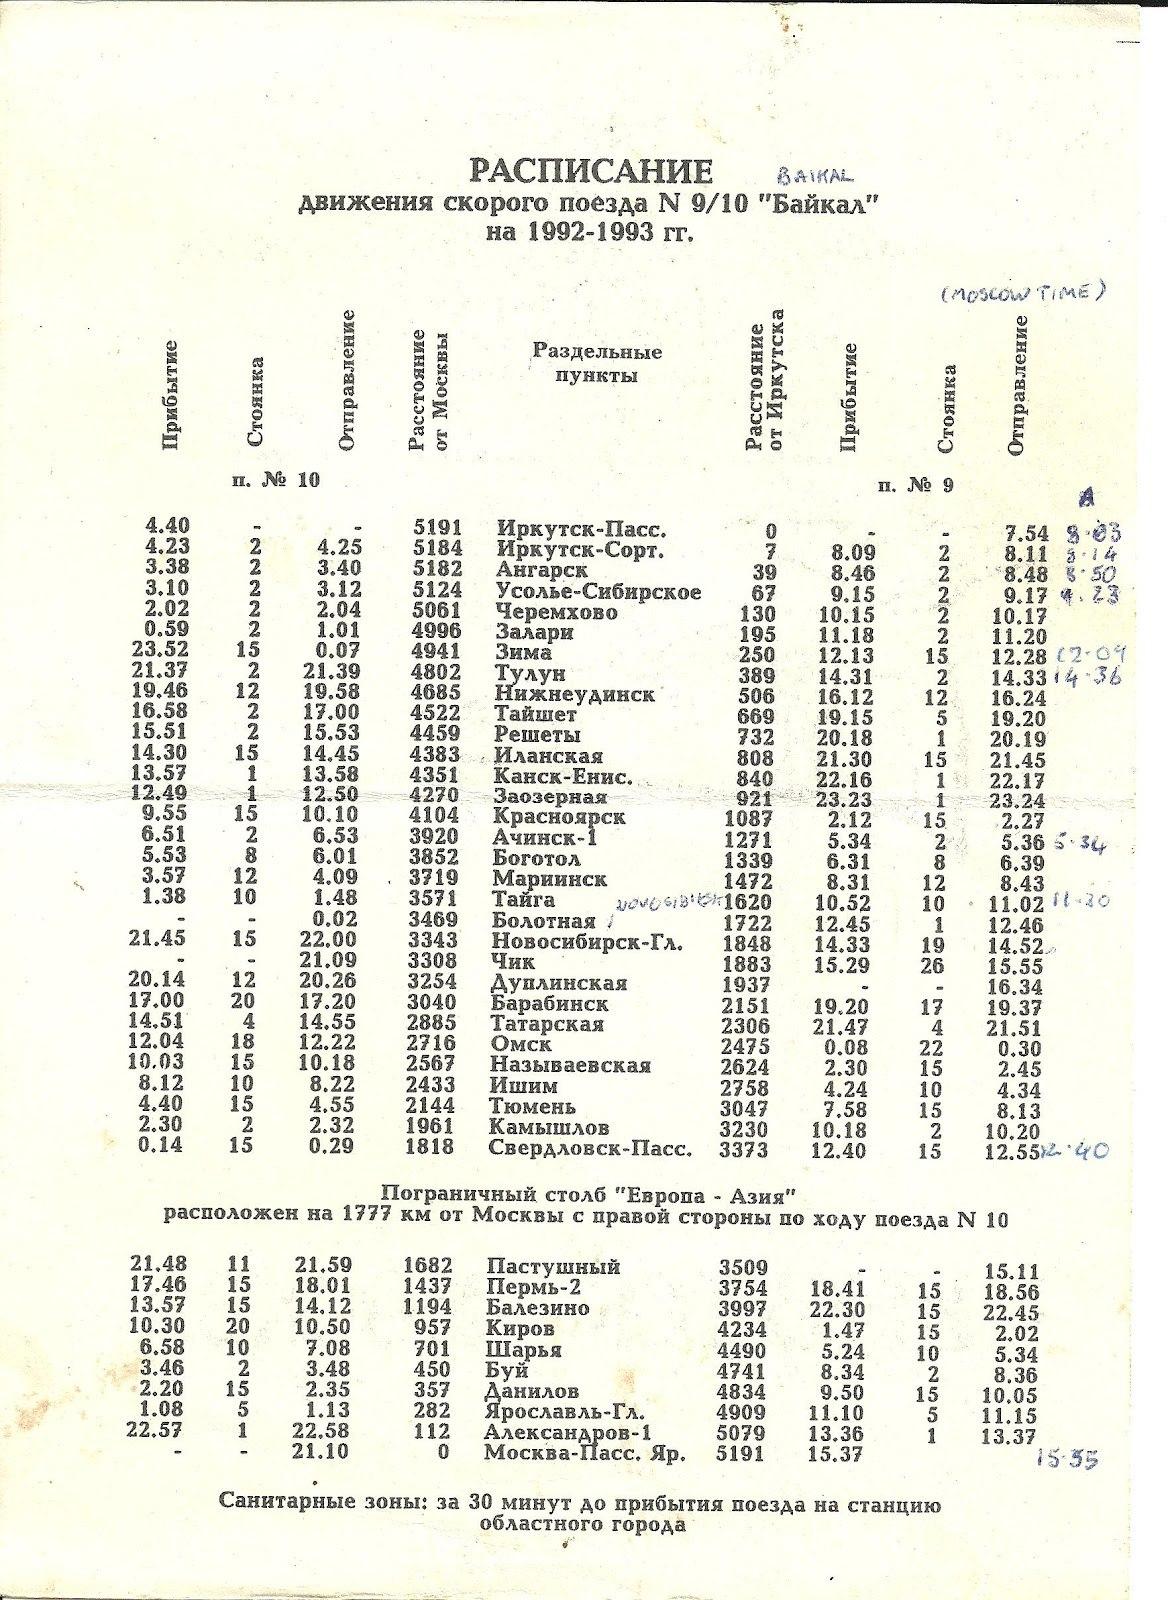 РАСПИСАНИЕ BAIKAL
движения скорого поезда N 9/10 "Байкал"
на 1992-1993 гг.
(MOSCOW TIME)
Прибытие Стоянка Отправление Расстояние от Москвы Раздельные пункты Расстояние от Иркутска Прибытие Стоянка Отправление
п. № 10 п. № 9
A
4.40 - - 5191 Иркутск-Пасс. 0 - - 7.54 8.03
4.23 2 4.25 5184 Иркутск-Сорт. 7 8.09 2 8.11 8.14
3.38 2 3.40 5182 Ангарск 39 8.46 2 8.48 8.50
3.10 2 3.12 5124 Усолье-Сибирское 67 9.15 2 9.17 9.23
2.02 2 2.04 5061 Черемхово 130 10.15 2 10.17
0.59 2 1.01 4996 Залари 195 11.18 2 11.20
23.52 15 0.07 4941 Зима 250 12.13 15 12.28 12.09
21.37 2 21.39 4802 Тулун 389 14.31 2 14.33 14.36
19.46 12 19.58 4685 Нижнеудинск 506 16.12 12 16.24
16.58 2 17.00 4522 Тайшет 669 19.15 5 19.20
15.51 2 15.53 4459 Решеты 732 20.18 1 20.19
14.30 15 14.45 4383 Иланская 808 21.30 15 21.45
13.57 1 13.58 4351 Канск-Енис. 840 22.16 1 22.17
12.49 1 12.50 4270 Заозерная 921 23.23 1 23.24
9.55 15 10.10 4104 Красноярск 1087 2.12 15 2.27
6.51 2 6.53 3920 Ачинск-1 1271 5.34 2 5.36 5.34
5.53 8 6.01 3852 Боготол 1339 6.31 8 6.39
3.57 12 4.09 3719 Мариинск 1472 8.31 12 8.43
1.38 10 1.48 3571 Тайга 1620 10.52 10 11.02 11.20
- - 0.02 3469 Болотная 1722 12.45 1 12.46
21.45 15 22.00 3343 Новосибирск-Гл. 1848 14.33 19 14.52
- - 21.09 3308 Чик 1883 15.29 26 15.55
20.14 12 20.26 3254 Дуплинская 1937 - - 16.34
17.00 20 17.20 3040 Барабинск 2151 19.20 17 19.37
14.51 4 14.55 2885 Татарская 2306 21.47 4 21.51
12.04 18 12.22 2716 Омск 2475 0.08 22 0.30
10.03 15 10.18 2567 Называевская 2624 2.30 15 2.45
8.12 10 8.22 2433 Ишим 2758 4.24 10 4.34
4.40 15 4.55 2144 Тюмень 3047 7.58 15 8.13
2.30 2 2.32 1961 Камышлов 3230 10.18 2 10.20
0.14 15 0.29 1818 Свердловск-Пасс. 3373 12.40 15 12.55 12.40
Пограничный столб "Европа - Азия"
расположен на 1777 км от Москвы с правой стороны по ходу поезда N 10
21.48 11 21.59 1682 Пастушный 3509 - - 15.11
17.46 15 18.01 1437 Пермь-2 3754 18.41 15 18.56
13.57 15 14.12 1194 Балезино 3997 22.30 15 22.45
10.30 20 10.50 957 Киров 4234 1.47 15 2.02
6.58 10 7.08 701 Шарья 4490 5.24 10 5.34
3.46 2 3.48 450 Буй 4741 8.34 2 8.36
2.20 15 2.35 357 Данилов 4834 9.50 15 10.05
1.08 5 1.13 282 Ярославль-Гл. 4909 11.10 5 11.15
22.57 1 22.58 112 Александров-1 5079 13.36 1 13.37
- - 21.10 0 Москва-Пасс. Яр. 5191 15.37 15.55
Санитарные зоны: за 30 минут до прибытия поезда на станцию
областного города